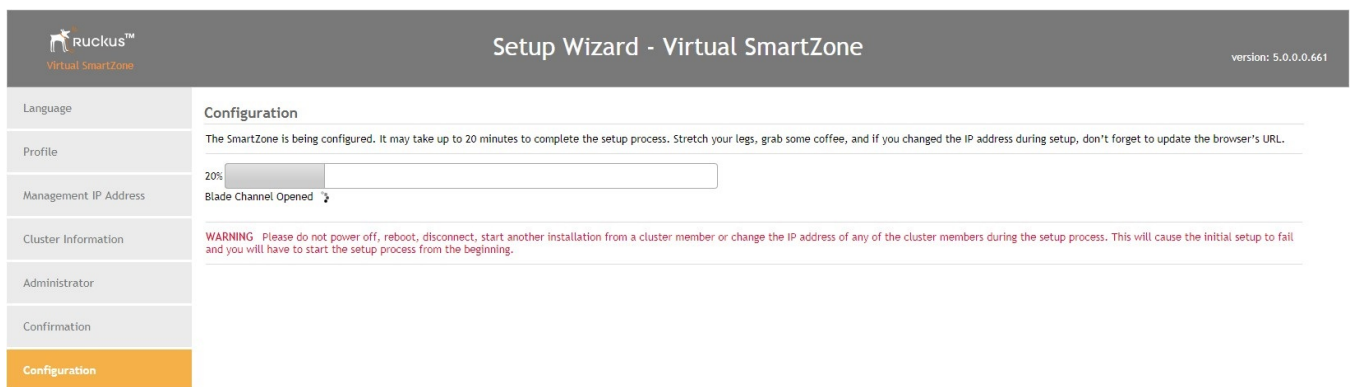 Ruckus™
Virtual SmartZone
Setup Wizard - Virtual SmartZone
version: 5.0.0.0.661
Language
Profile
Management IP Address
Cluster Information
Administrator
Confirmation
Configuration
Configuration
The SmartZone is being configured. It may take up to 20 minutes to complete the setup process. Stretch your legs, grab some coffee, and if you changed the IP address during setup, don't forget to update the browser's URL.
20%
Blade Channel Opened
WARNING Please do not power off, reboot, disconnect, start another installation from a cluster member or change the IP address of any of the cluster members during the setup process. This will cause the initial setup to fail
and you will have to start the setup process from the beginning.